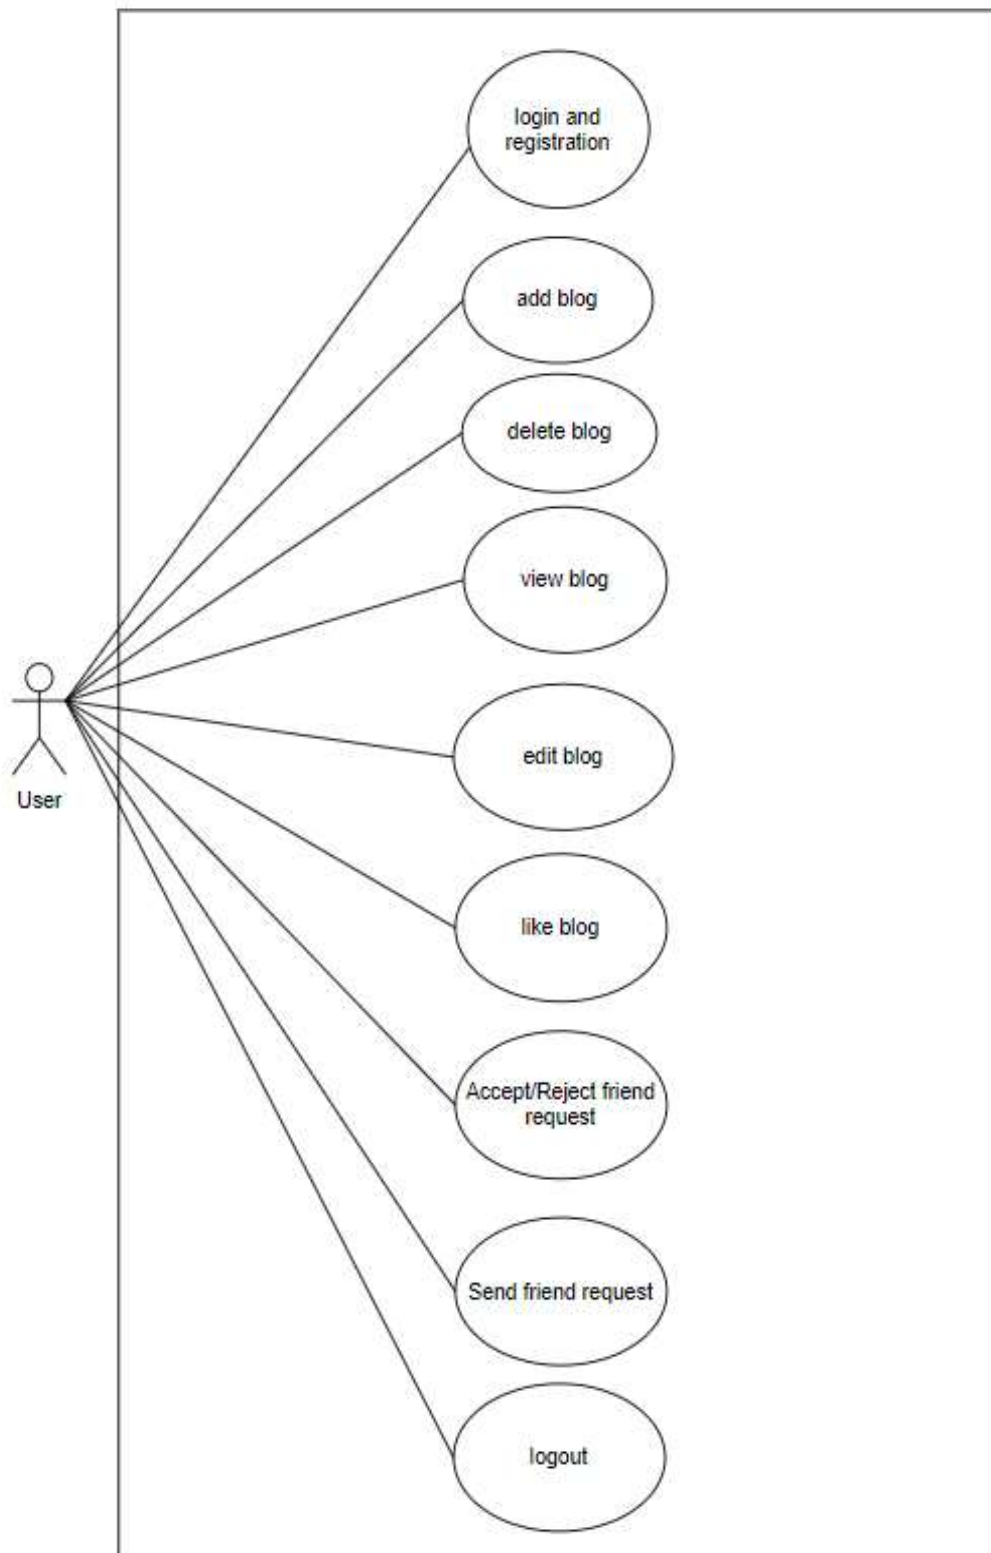 login and
registration
add blog
delete blog
view blog
edit blog
User
like blog
Accept/Reject friend
request
Send friend request
logout